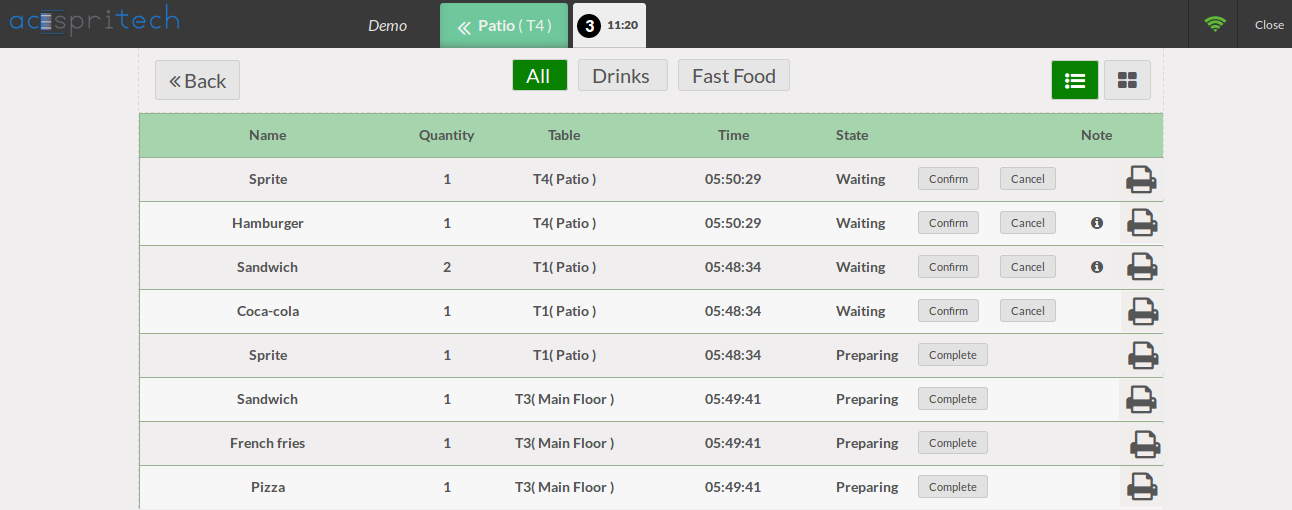 acespritech Demo Patio ( T4 ) 3 11:20 Close
Back All Drinks Fast Food
Name Quantity Table Time State Note
Sprite 1 T4( Patio ) 05:50:29 Waiting Confirm Cancel
Hamburger 1 T4( Patio ) 05:50:29 Waiting Confirm Cancel
Sandwich 2 T1( Patio ) 05:48:34 Waiting Confirm Cancel
Coca-cola 1 T1( Patio ) 05:48:34 Waiting Confirm Cancel
Sprite 1 T1( Patio ) 05:48:34 Preparing Complete
Sandwich 1 T3( Main Floor ) 05:49:41 Preparing Complete
French fries 1 T3( Main Floor ) 05:49:41 Preparing Complete
Pizza 1 T3( Main Floor ) 05:49:41 Preparing Complete